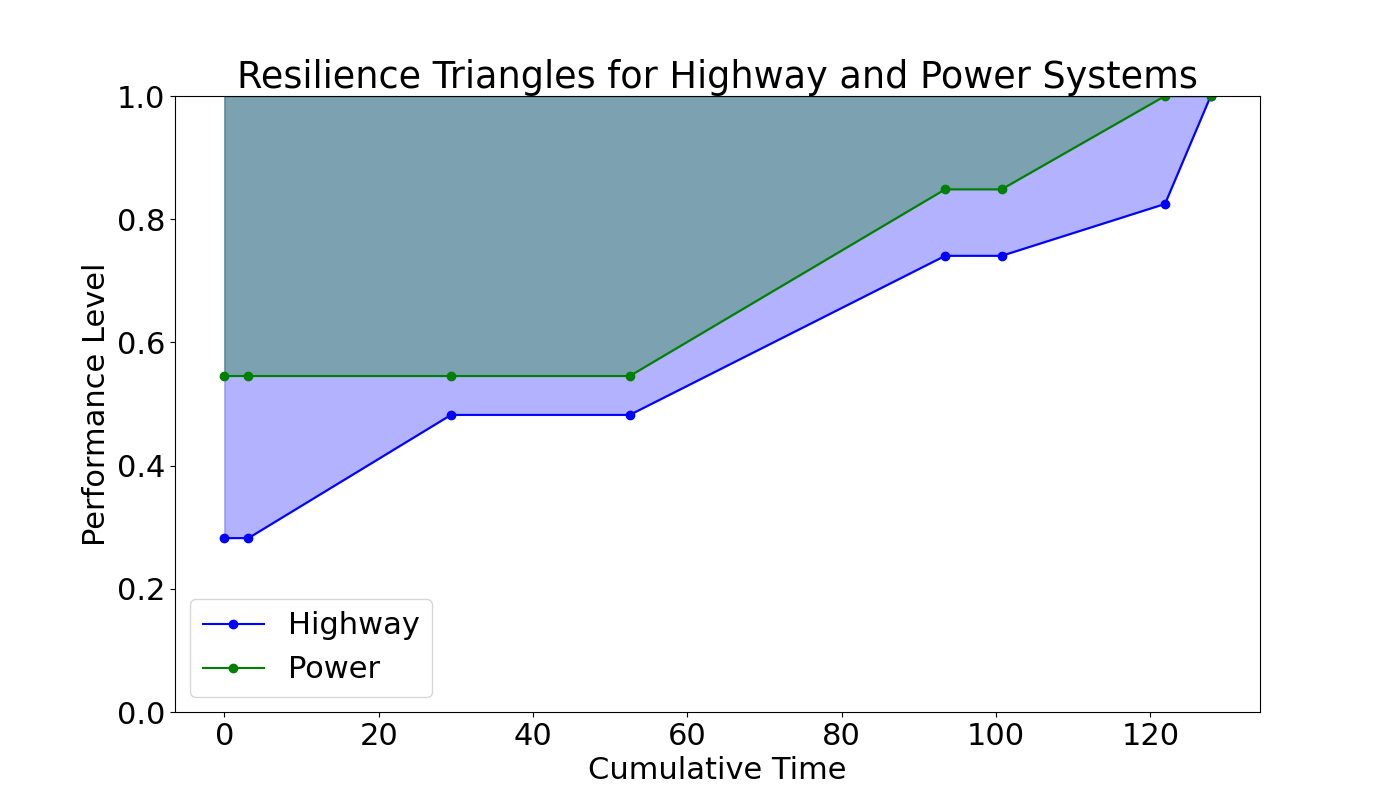 Resilience Triangles for Highway and Power Systems
1.0
0.8
0.6
0.4
0.2
0.0
Performance Level
Highway
Power
0 20 40 60 80 100 120
Cumulative Time